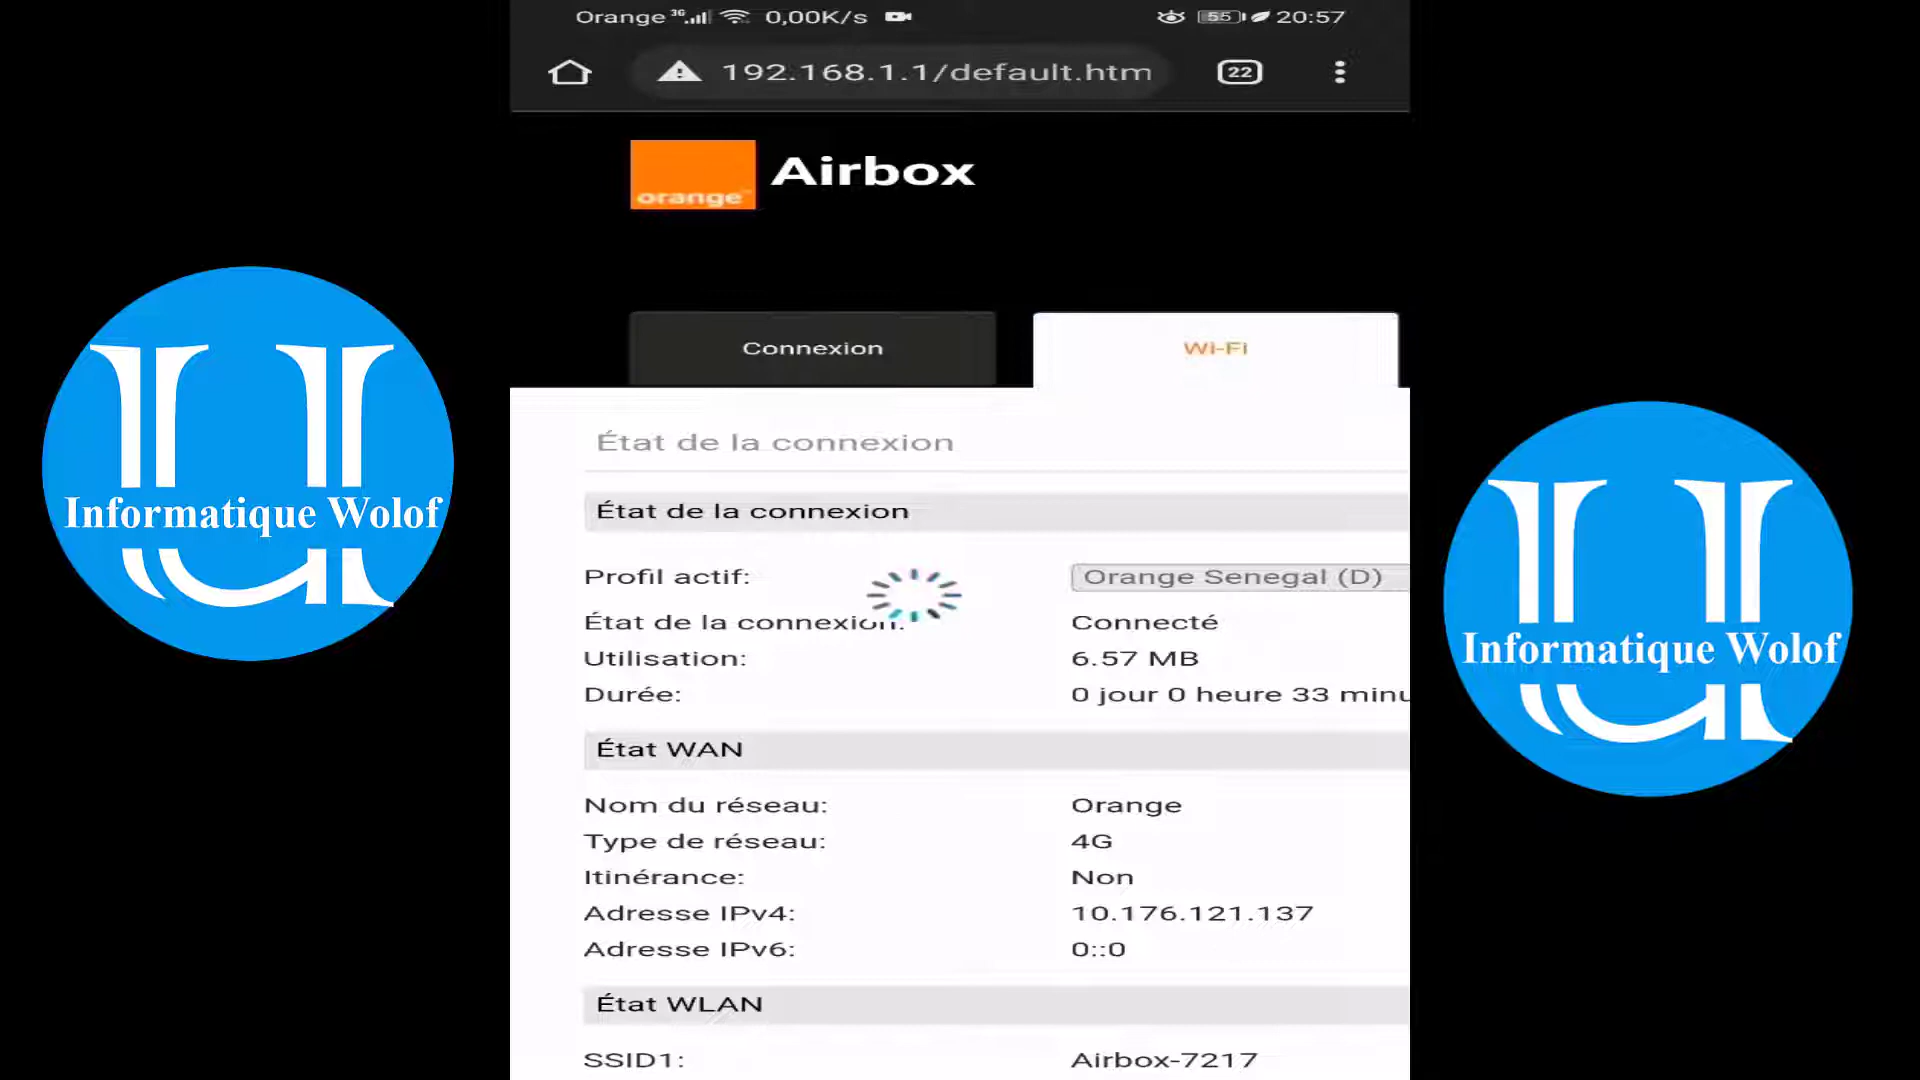 Orange 3G 0,00K/s 55 20:57
192.168.1.1/default.htm 22
orange™ Airbox
Connexion Wi-Fi
État de la connexion
État de la connexion
Profil actif: Orange Senegal (D)
État de la connexion: Connecté
Utilisation: 6.57 MB
Durée: 0 jour 0 heure 33 minu
État WAN
Nom du réseau: Orange
Type de réseau: 4G
Itinérance: Non
Adresse IPv4: 10.176.121.137
Adresse IPv6: 0::0
État WLAN
SSID1: Airbox-7217
Informatique Wolof
Informatique Wolof